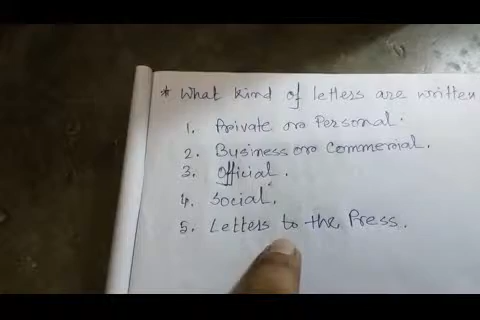 * What kind of letters are written
1. Private or Personal.
2. Business or Commercial.
3. Official.
4. Social.
5. Letters to the Press.